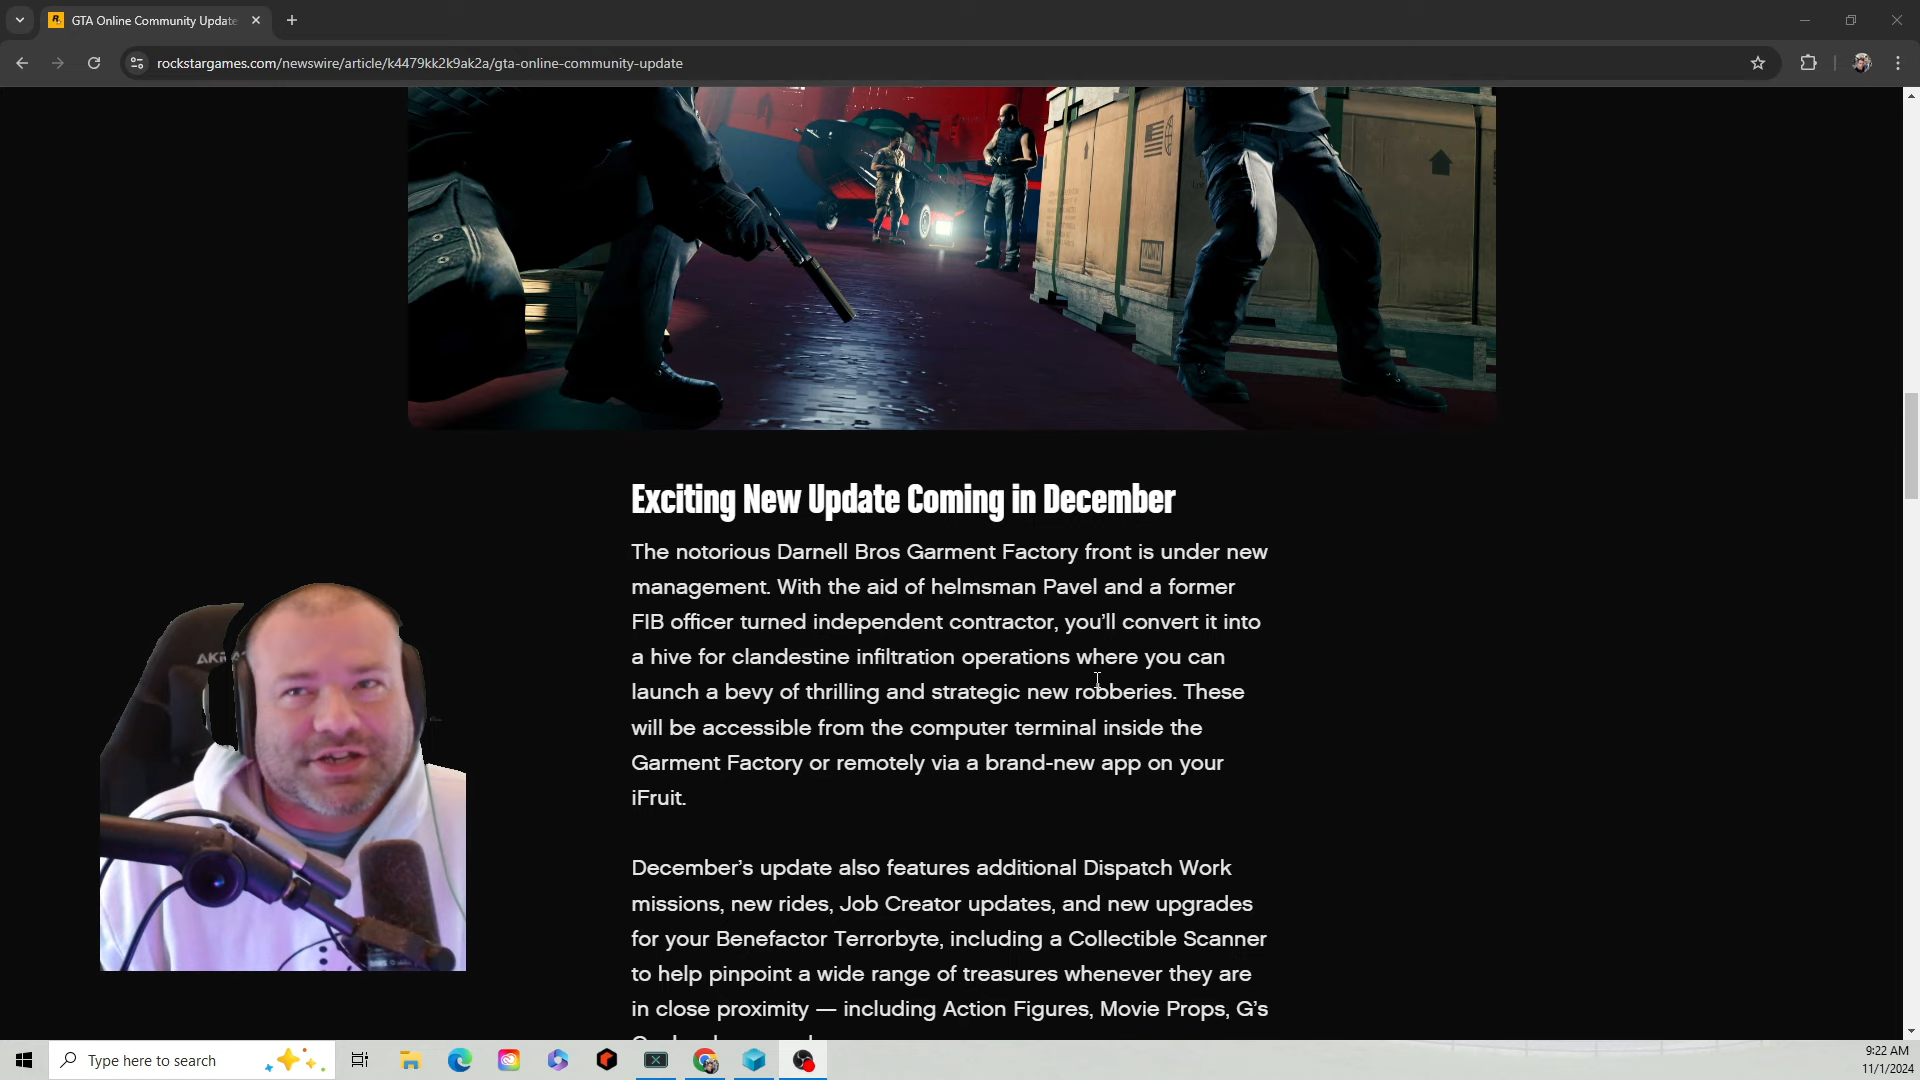 GTA Online Community Update
rockstargames.com/newswire/article/k4479kk2k9ak2a/gta-online-community-update
Exciting New Update Coming in December
The notorious Darnell Bros Garment Factory front is under new
management. With the aid of helmsman Pavel and a former
FIB officer turned independent contractor, you’ll convert it into
a hive for clandestine infiltration operations where you can
launch a bevy of thrilling and strategic new robberies. These
will be accessible from the computer terminal inside the
Garment Factory or remotely via a brand-new app on your
iFruit.
December’s update also features additional Dispatch Work
missions, new rides, Job Creator updates, and new upgrades
for your Benefactor Terrorbyte, including a Collectible Scanner
to help pinpoint a wide range of treasures whenever they are
in close proximity — including Action Figures, Movie Props, G’s
Type here to search
9:22 AM
11/1/2024